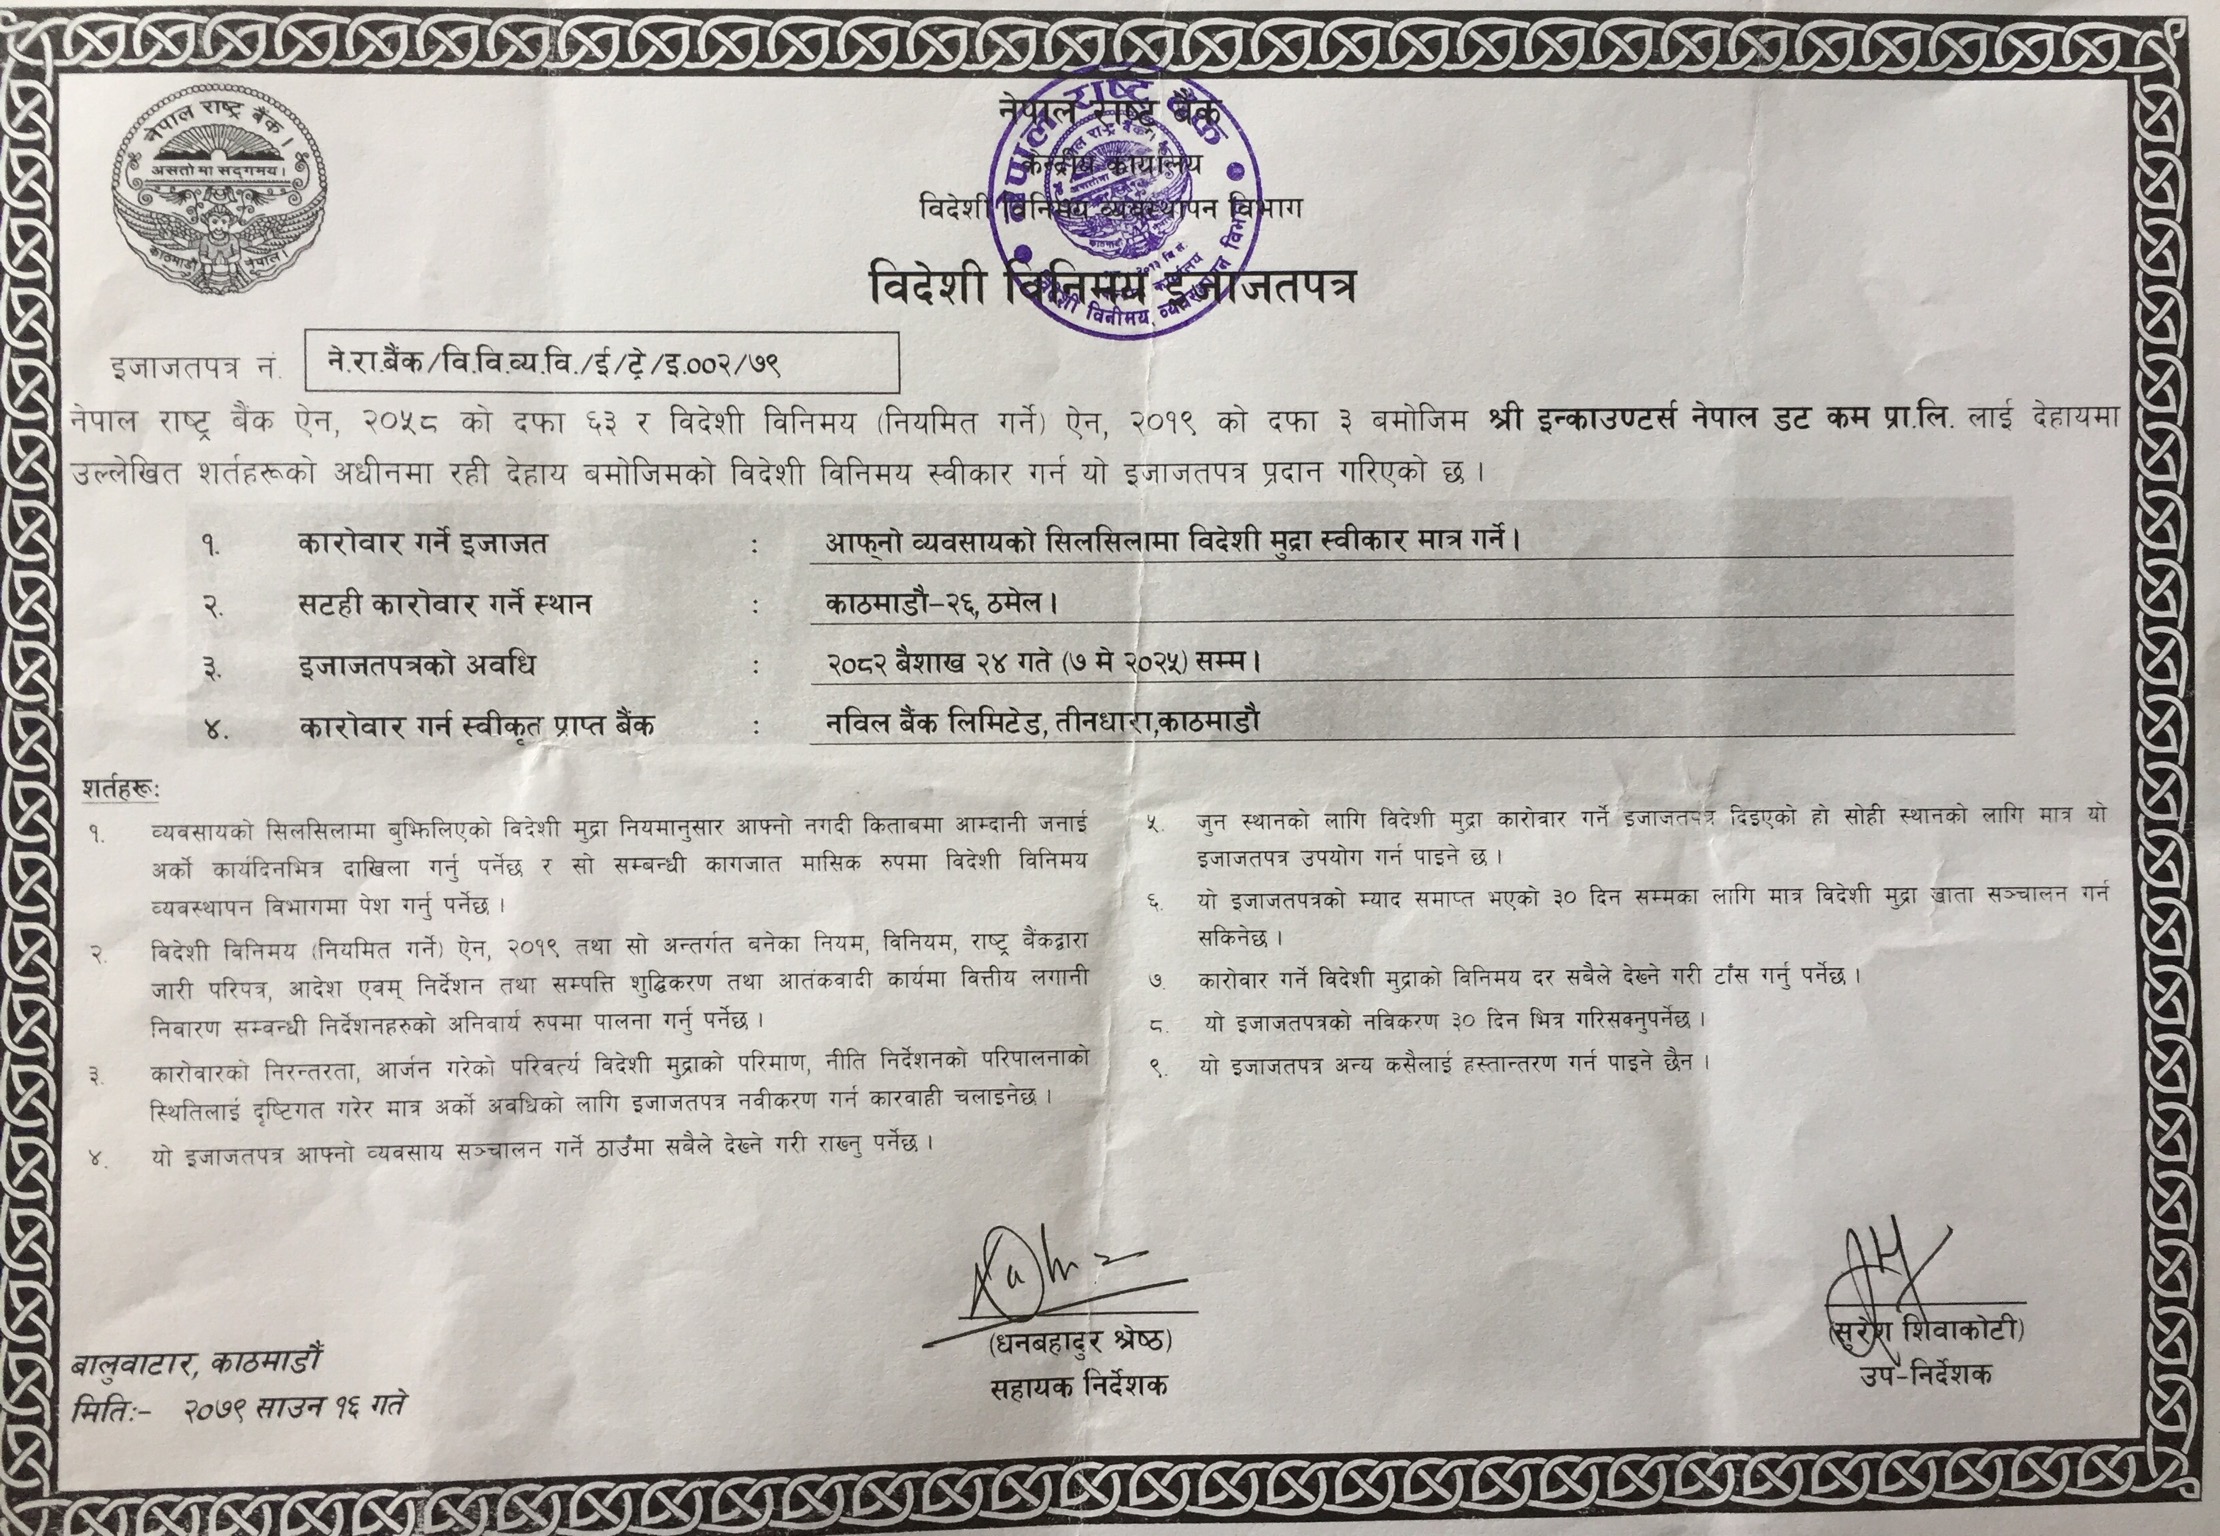 नेपाल राष्ट्र बैंक।
असतो मा सद्गमय।
काठमाडौं नेपाल।
नेपाल राष्ट्र बैंक
केन्द्रीय कार्यालय
विदेशी विनिमय व्यवस्थापन विभाग
विदेशी विनिमय इजाजतपत्र
इजाजतपत्र नं. ने.रा.बैंक/वि.वि.व्य.वि./ई/ट्रे/इ.००२/७९
नेपाल राष्ट्र बैंक ऐन, २०५८ को दफा ६३ र विदेशी विनिमय (नियमित गर्ने) ऐन, २०१९ को दफा ३ बमोजिम श्री इन्काउण्टर्स नेपाल डट कम प्रा.लि. लाई देहायमा
उल्लेखित शर्तहरूको अधीनमा रही देहाय बमोजिमको विदेशी विनिमय स्वीकार गर्न यो इजाजतपत्र प्रदान गरिएको छ ।
१. कारोवार गर्ने इजाजत : आफ्‌नो व्यवसायको सिलसिलामा विदेशी मुद्रा स्वीकार मात्र गर्ने।
२. सटही कारोवार गर्ने स्थान : काठमाडौ–२६, ठमेल।
३. इजाजतपत्रको अवधि : २०८२ बैशाख २४ गते (७ मे २०२५) सम्म।
४. कारोवार गर्न स्वीकृत प्राप्त बैंक : नविल बैंक लिमिटेड, तीनधारा,काठमाडौ
शर्तहरू:
१. व्यवसायको सिलसिलामा बुझिलिएको विदेशी मुद्रा नियमानुसार आफ्नो नगदी किताबमा आम्दानी जनाई
अर्को कार्यदिनभित्र दाखिला गर्नु पर्नेछ र सो सम्बन्धी कागजात मासिक रुपमा विदेशी विनिमय
व्यवस्थापन विभागमा पेश गर्नु पर्नेछ ।
२. विदेशी विनिमय (नियमित गर्ने) ऐन, २०१९ तथा सो अन्तर्गत बनेका नियम, विनियम, राष्ट्र बैंकद्वारा
जारी परिपत्र, आदेश एवम् निर्देशन तथा सम्पत्ति शुद्धिकरण तथा आतंकवादी कार्यमा वित्तीय लगानी
निवारण सम्वन्धी निर्देशनहरुको अनिवार्य रुपमा पालना गर्नु पर्नेछ ।
३. कारोवारको निरन्तरता, आर्जन गरेको परिवर्त्य विदेशी मुद्राको परिमाण, नीति निर्देशनको परिपालनाको
स्थितिलाई दृष्टिगत गरेर मात्र अर्को अवधिको लागि इजाजतपत्र नवीकरण गर्न कारवाही चलाइनेछ ।
४. यो इजाजतपत्र आफ्नो व्यवसाय सञ्चालन गर्ने ठाउँमा सबैले देख्ने गरी राख्नु पर्नेछ ।
५. जुन स्थानको लागि विदेशी मुद्रा कारोवार गर्ने इजाजतपत्र दिइएको हो सोही स्थानको लागि मात्र यो
इजाजतपत्र उपयोग गर्न पाइने छ ।
६. यो इजाजतपत्रको म्याद समाप्त भएको ३० दिन सम्मका लागि मात्र विदेशी मुद्रा खाता सञ्चालन गर्न
सकिनेछ ।
७. कारोवार गर्ने विदेशी मुद्राको विनिमय दर सबैले देख्ने गरी टाँस गर्नु पर्नेछ ।
८. यो इजाजतपत्रको नविकरण ३० दिन भित्र गरिसक्नुपर्नेछ ।
९. यो इजाजतपत्र अन्य कसैलाई हस्तान्तरण गर्न पाइने छैन ।
(धनबहादुर श्रेष्ठ)
सहायक निर्देशक
(सुरेश शिवाकोटी)
उप-निर्देशक
बालुवाटार, काठमाडौं
मिति:- २०७९ साउन १६ गते